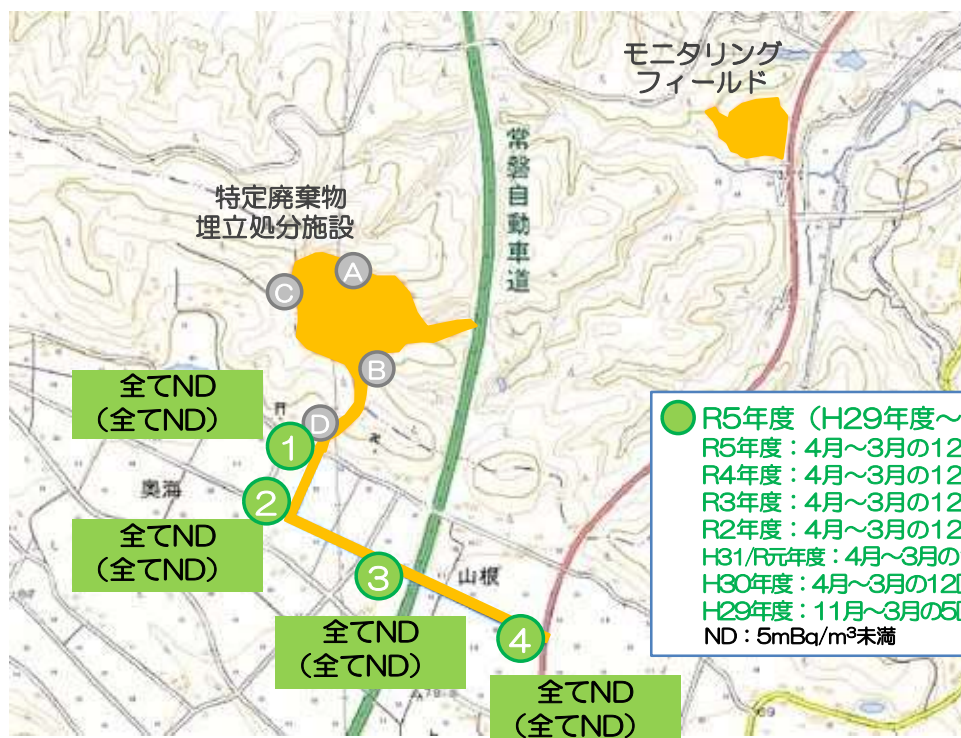 モニタリング
フィールド
常磐自動車道
特定廃棄物
埋立処分施設
A
C
B
D
全てND
(全てND)
1
奥海
2
全てND
(全てND)
3
山根
4
全てND
(全てND)
全てND
(全てND)
R5年度（H29年度～
R5年度：4月～3月の12
R4年度：4月～3月の12
R3年度：4月～3月の12
R2年度：4月～3月の12
H31/R元年度：4月～3月の
H30年度：4月～3月の12
H29年度：11月～3月の5
ND：5mBq/m³未満
69